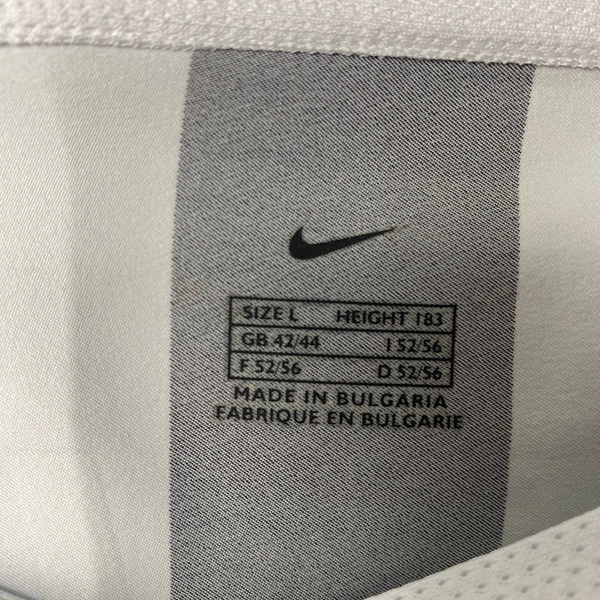 SIZE L HEIGHT 183
GB 42/44 I 52/56
F 52/56 D 52/56
MADE IN BULGARIA
FABRIQUE EN BULGARIE